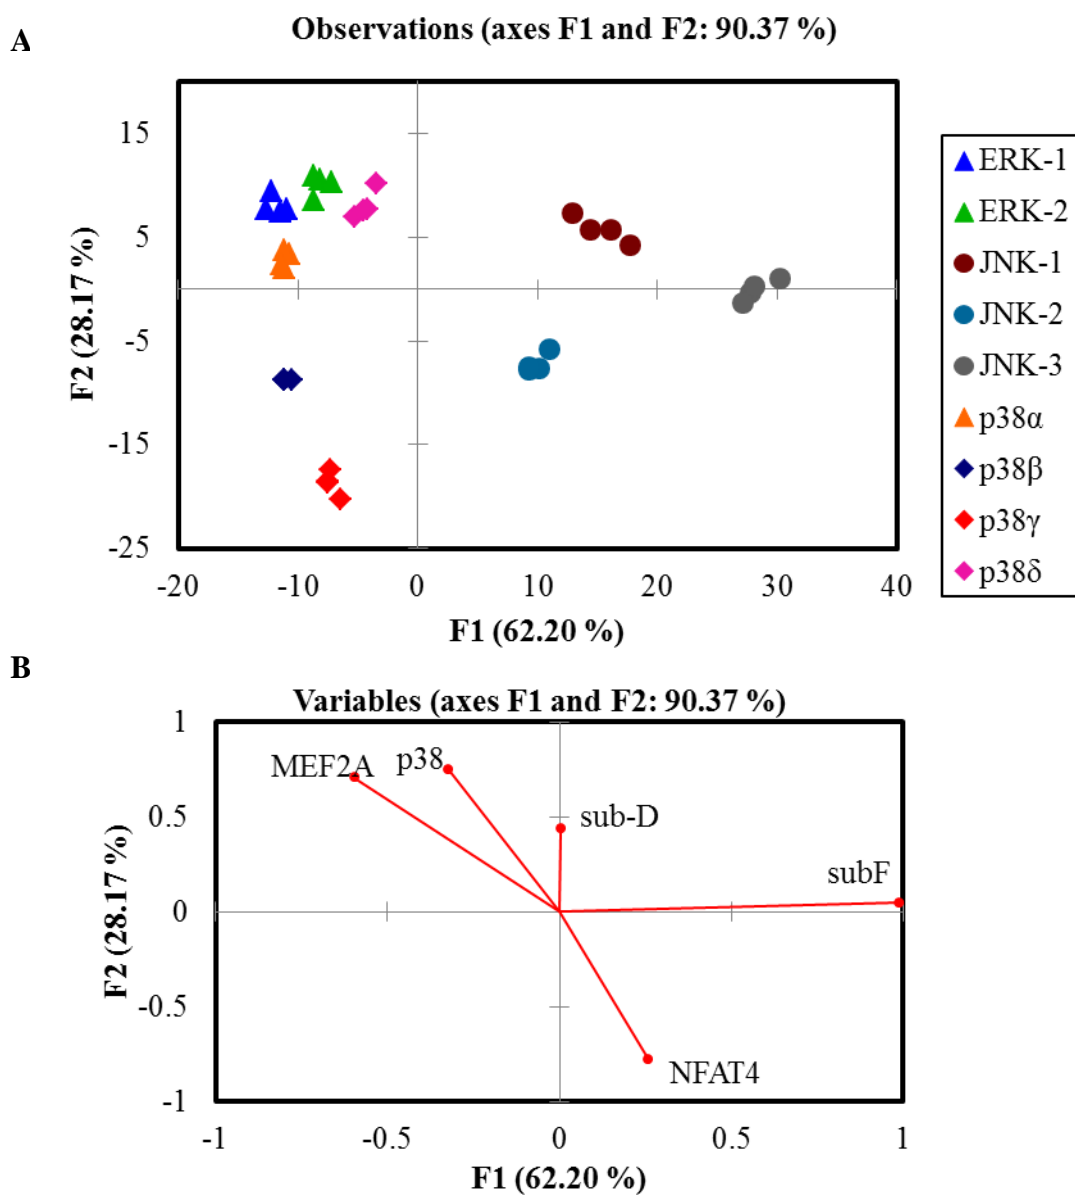 A
Observations (axes F1 and F2: 90.37 %)
15
5
-5
-15
-25
F2 (28.17 %)
-20 -10 0 10 20 30 40
F1 (62.20 %)
ERK-1
ERK-2
JNK-1
JNK-2
JNK-3
p38α
p38β
p38γ
p38δ
B
Variables (axes F1 and F2: 90.37 %)
1
0.5
0
-0.5
-1
F2 (28.17 %)
MEF2A
p38
sub-D
subF
NFAT4
-1 -0.5 0 0.5 1
F1 (62.20 %)